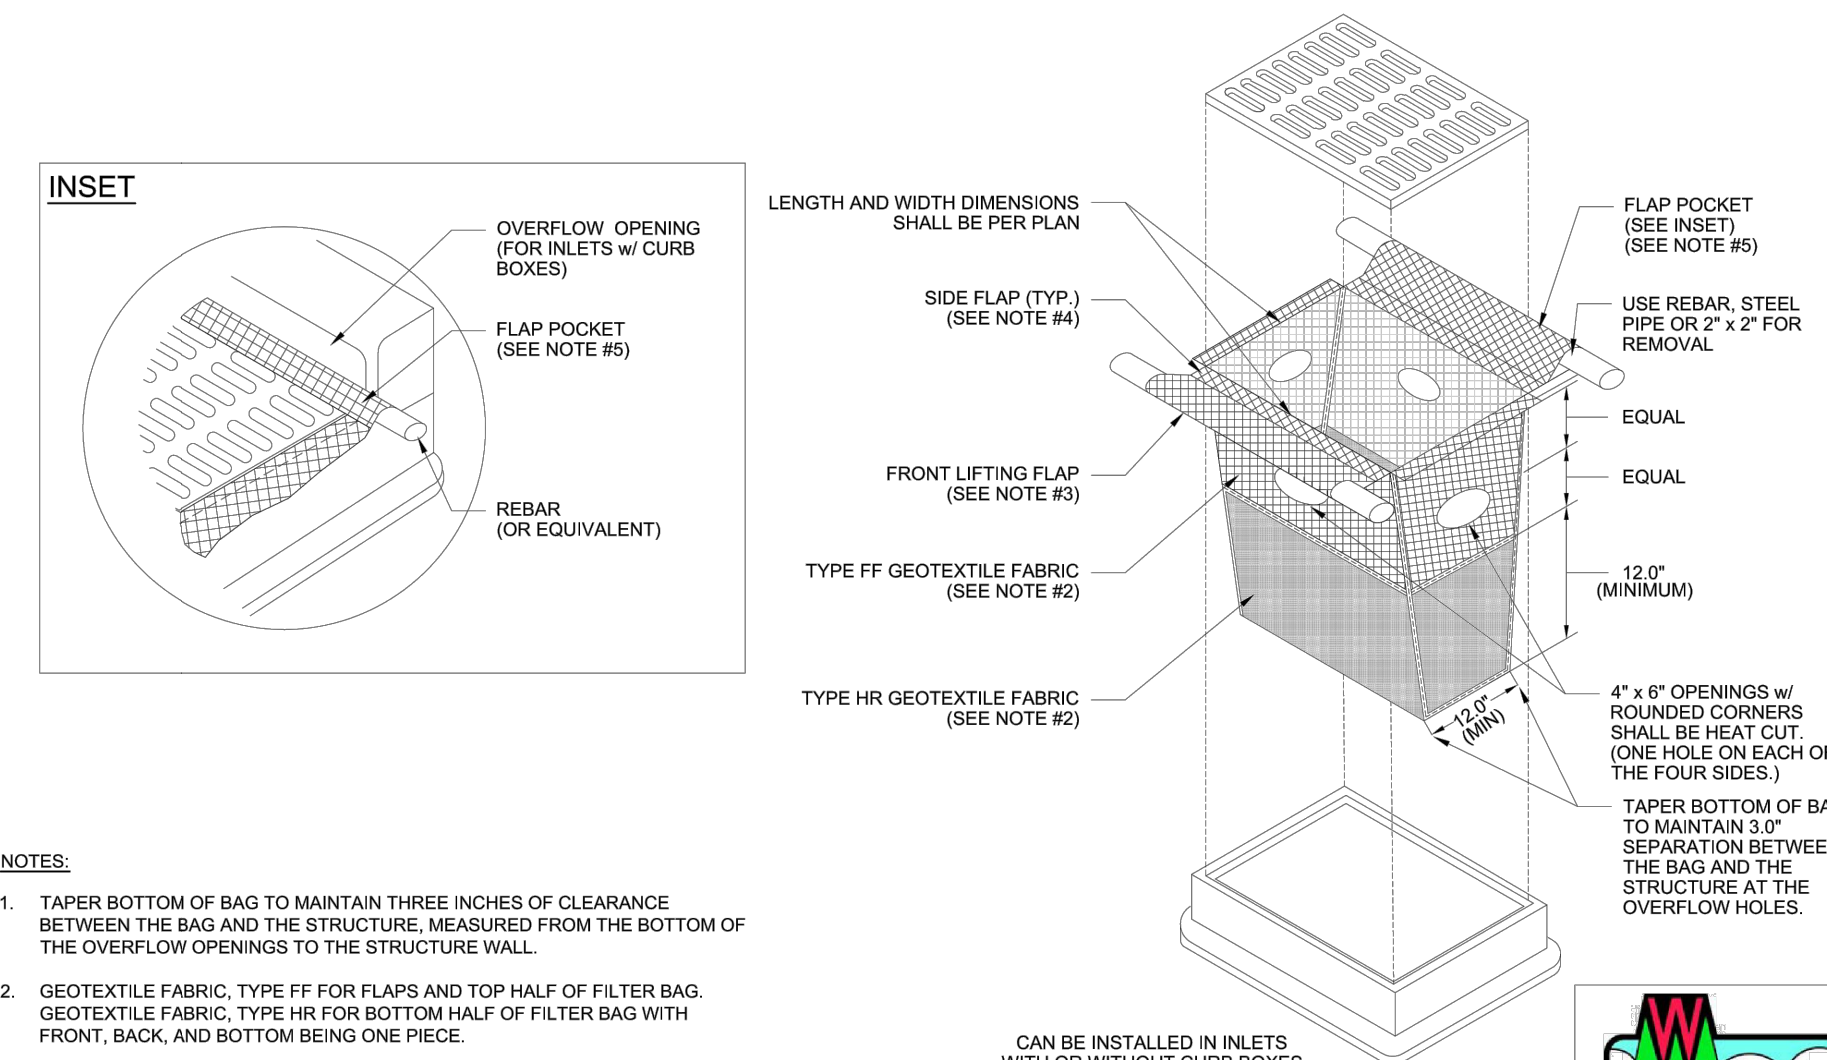 INSET
OVERFLOW OPENING
(FOR INLETS w/ CURB
BOXES)
FLAP POCKET
(SEE NOTE #5)
REBAR
(OR EQUIVALENT)
LENGTH AND WIDTH DIMENSIONS
SHALL BE PER PLAN
SIDE FLAP (TYP.)
(SEE NOTE #4)
FRONT LIFTING FLAP
(SEE NOTE #3)
TYPE FF GEOTEXTILE FABRIC
(SEE NOTE #2)
TYPE HR GEOTEXTILE FABRIC
(SEE NOTE #2)
FLAP POCKET
(SEE INSET)
(SEE NOTE #5)
USE REBAR, STEEL
PIPE OR 2" x 2" FOR
REMOVAL
EQUAL
EQUAL
12.0"
(MINIMUM)
12.0"
(MIN)
4" x 6" OPENINGS w/
ROUNDED CORNERS
SHALL BE HEAT CUT.
(ONE HOLE ON EACH
THE FOUR SIDES.)
TAPER BOTTOM OF
TO MAINTAIN 3.0"
SEPARATION
THE BAG AND THE
STRUCTURE AT THE
OVERFLOW HOLES.
NOTES:
1. TAPER BOTTOM OF BAG TO MAINTAIN THREE INCHES OF CLEARANCE
BETWEEN THE BAG AND THE STRUCTURE, MEASURED FROM THE BOTTOM OF
THE OVERFLOW OPENINGS TO THE STRUCTURE WALL.
2. GEOTEXTILE FABRIC, TYPE FF FOR FLAPS AND TOP HALF OF FILTER BAG.
GEOTEXTILE FABRIC, TYPE HR FOR BOTTOM HALF OF FILTER BAG WITH
FRONT, BACK, AND BOTTOM BEING ONE PIECE.
CAN BE INSTALLED IN INLETS
WITH OR WITHOUT CURB BOXES
W